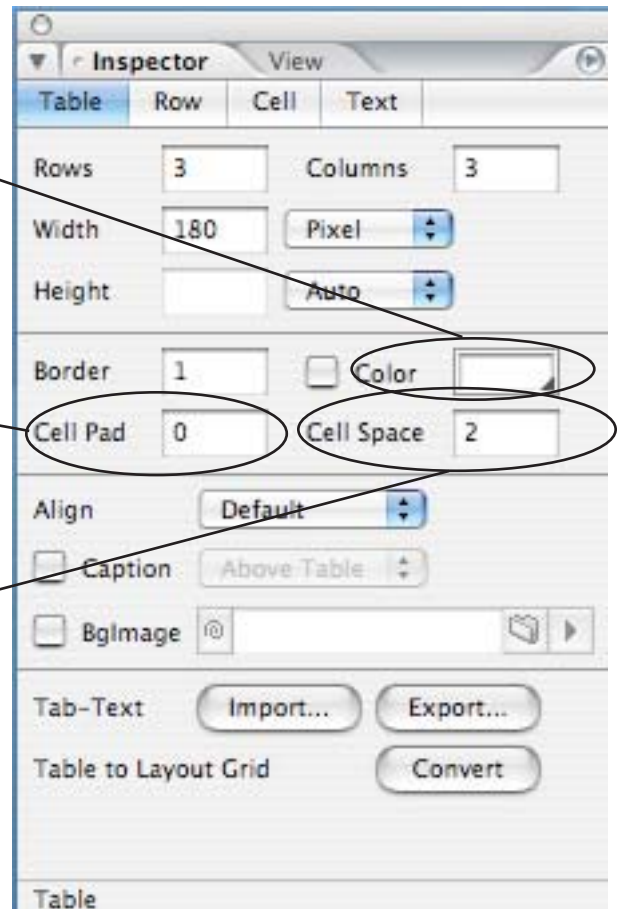 Inspector View
Table Row Cell Text
Rows 3 Columns 3
Width 180 Pixel
Height Auto
Border 1 Color
Cell Pad 0 Cell Space 2
Align Default
Caption Above Table
BgImage
Tab-Text Import... Export...
Table to Layout Grid Convert
Table